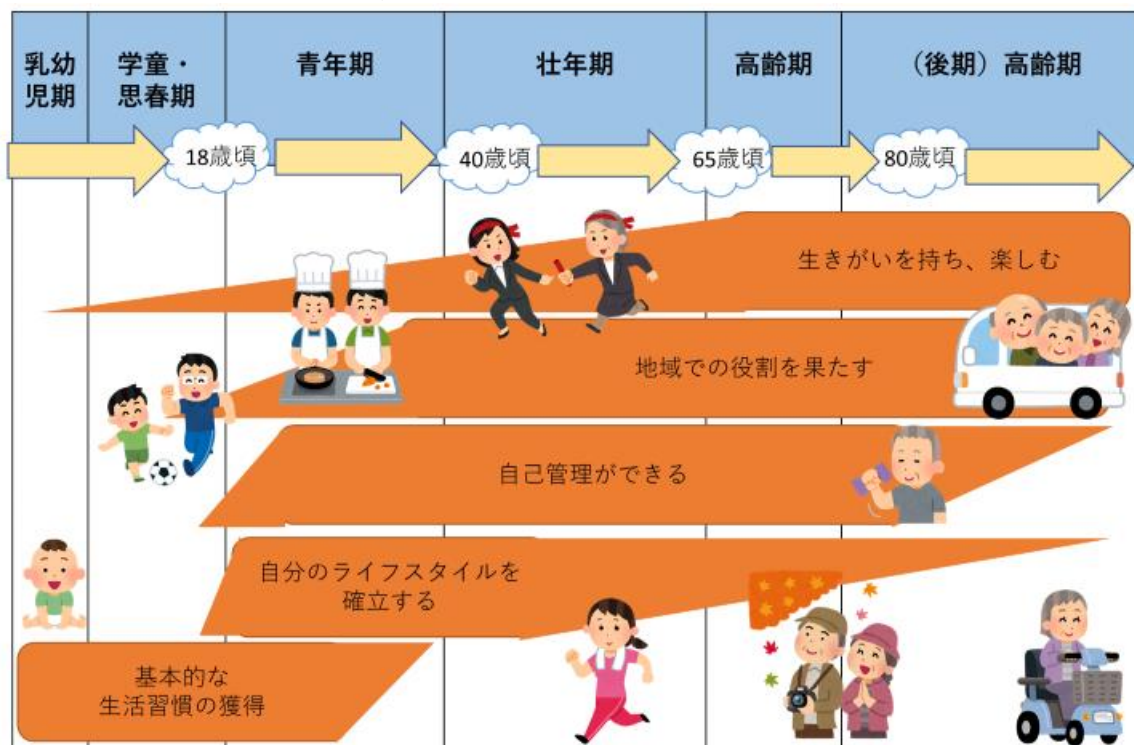 乳幼
児期
学童・
思春期
青年期
壮年期
高齢期
（後期）高齢期
18歳頃
40歳頃
65歳頃
80歳頃
生きがいを持ち、楽しむ
地域での役割を果たす
自己管理ができる
自分のライフスタイルを
確立する
基本的な
生活習慣の獲得